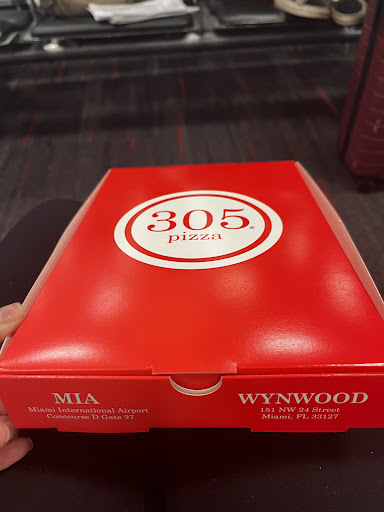 305
pizza
MIA
Miami International Airport
Concourse D Gate 27
WYNWOOD
151 NW 24 Street
Miami, FL 33127